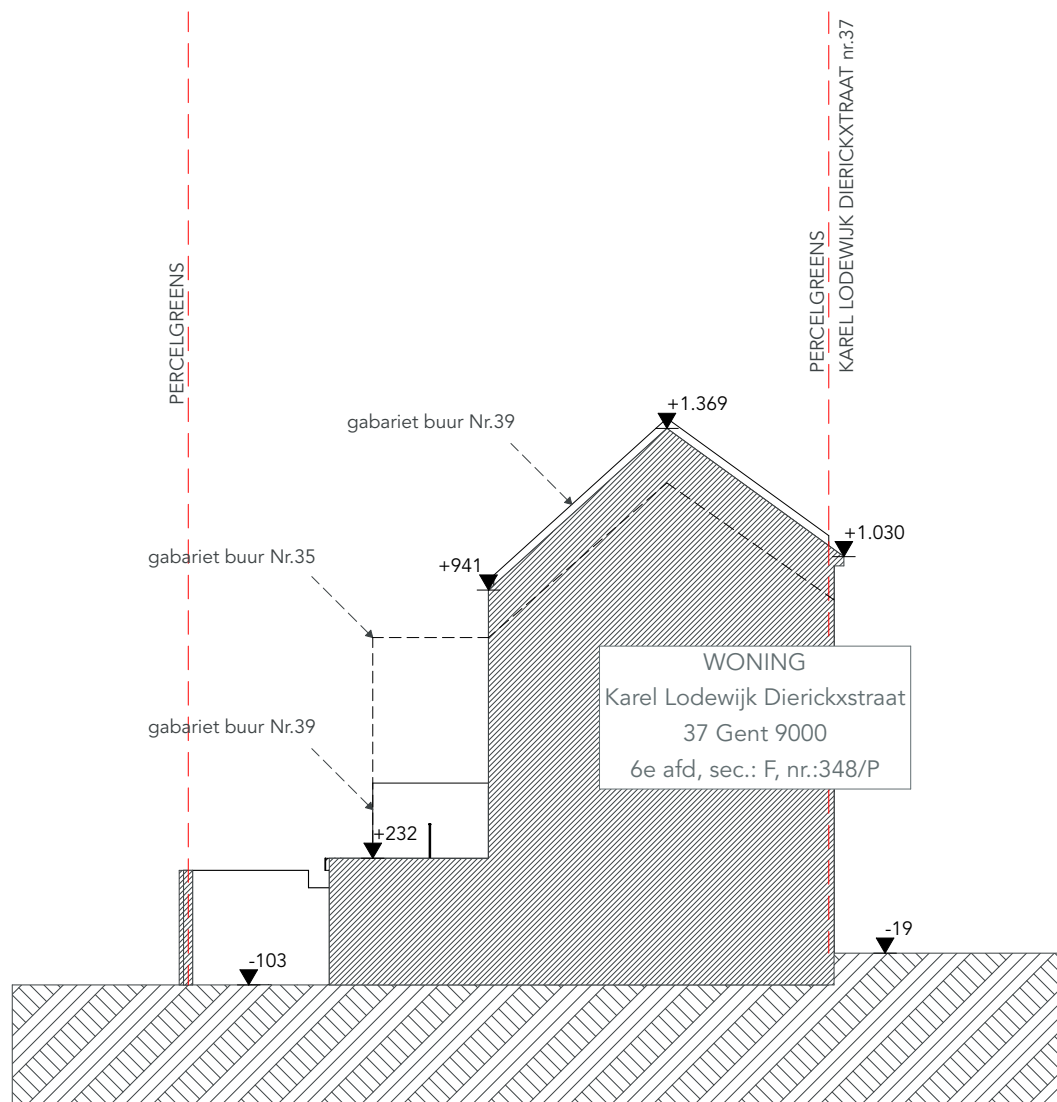 PERCELGREENS
PERCELGREENS
KAREL LODEWIJK DIERICKXSTRAAT nr.37
+1.369
gabariet buur Nr.39
+1.030
gabariet buur Nr.35
+941
WONING
Karel Lodewijk Dierickxstraat
37 Gent 9000
6e afd, sec.: F, nr.:348/P
gabariet buur Nr.39
+232
-19
-103